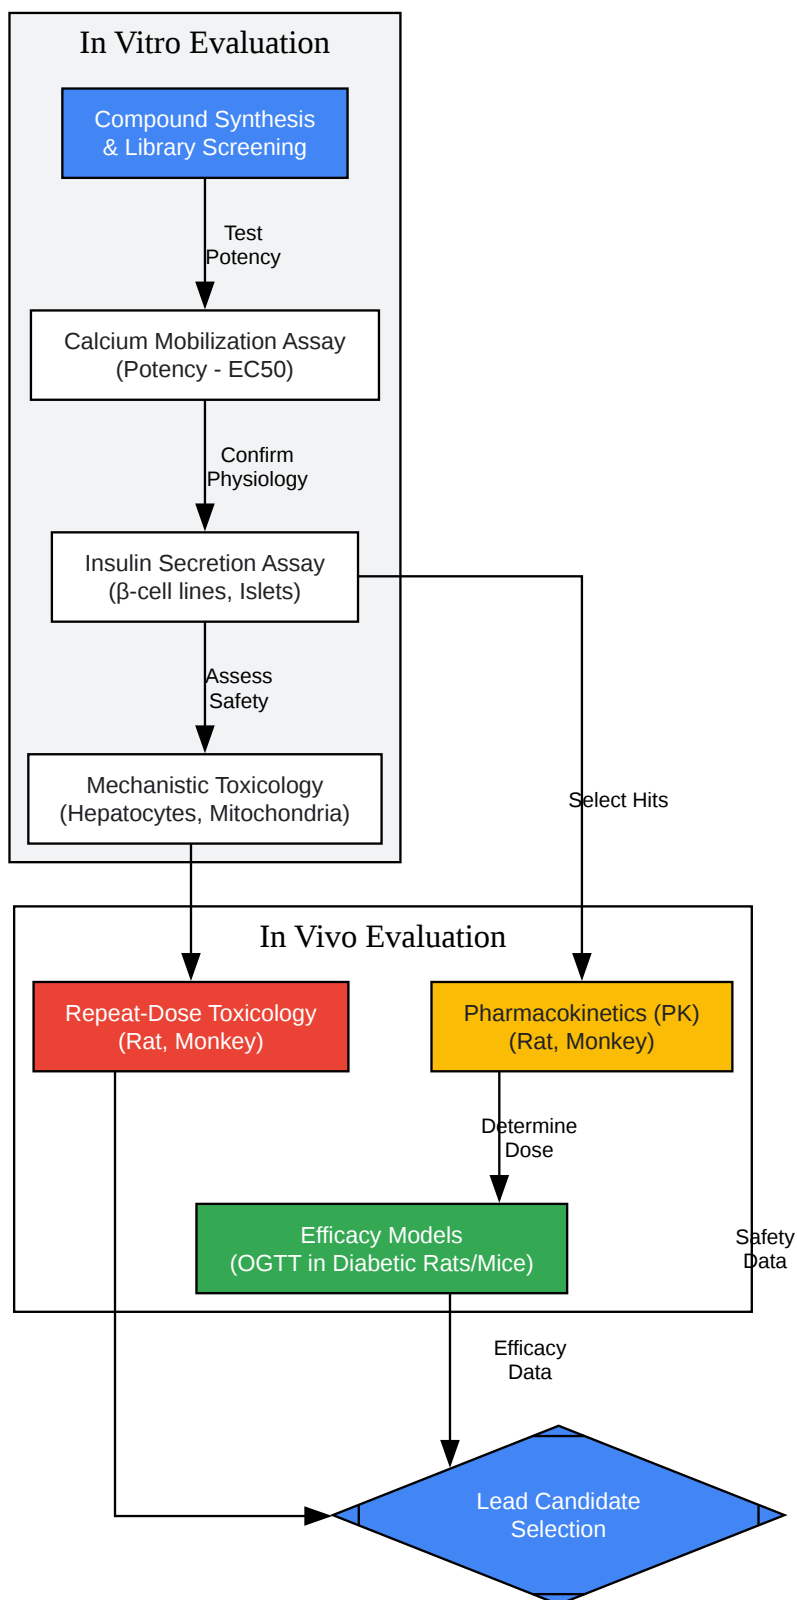 In Vitro Evaluation
Compound Synthesis
& Library Screening
Test
Potency
Calcium Mobilization Assay
(Potency - EC50)
Confirm
Physiology
Insulin Secretion Assay
(β-cell lines, Islets)
Assess
Safety
Mechanistic Toxicology
(Hepatocytes, Mitochondria)
Select Hits
In Vivo Evaluation
Repeat-Dose Toxicology
(Rat, Monkey)
Pharmacokinetics (PK)
(Rat, Monkey)
Determine
Dose
Efficacy Models
(OGTT in Diabetic Rats/Mice)
Safety
Data
Efficacy
Data
Lead Candidate
Selection